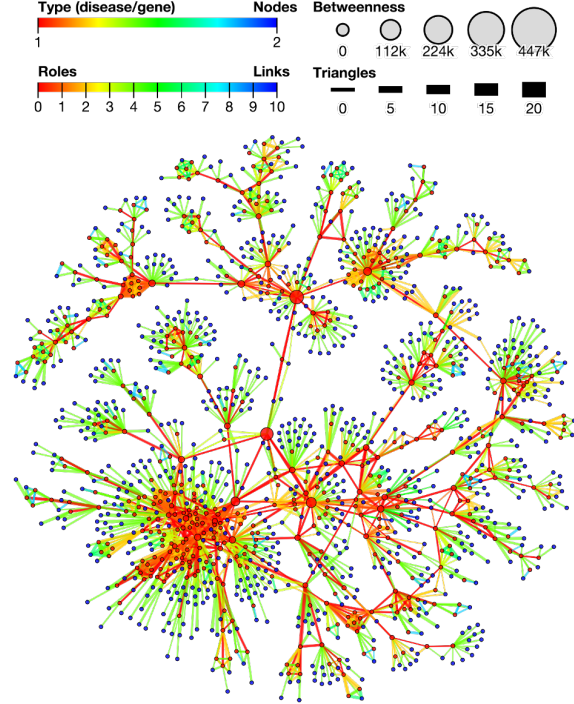 Type (disease/gene) Nodes
1 2
Roles Links
0 1 2 3 4 5 6 7 8 9 10
Betweenness
0 112k 224k 335k 447k
Triangles
0 5 10 15 20